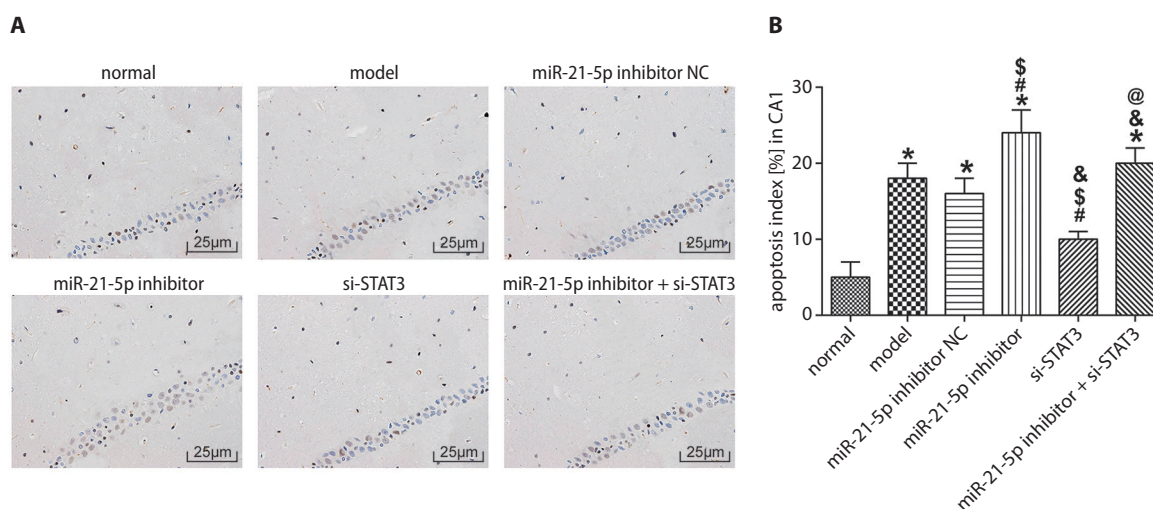 A
normal
model
miR-21-5p inhibitor NC
25µm
25µm
25µm
miR-21-5p inhibitor
si-STAT3
miR-21-5p inhibitor + si-STAT3
25µm
25µm
25µm
B
apoptosis index [%] in CA1
30
20
10
0
*
*
$
#
*
&
$
#
@
&
*
normal
model
miR-21-5p inhibitor NC
miR-21-5p inhibitor
si-STAT3
miR-21-5p inhibitor + si-STAT3